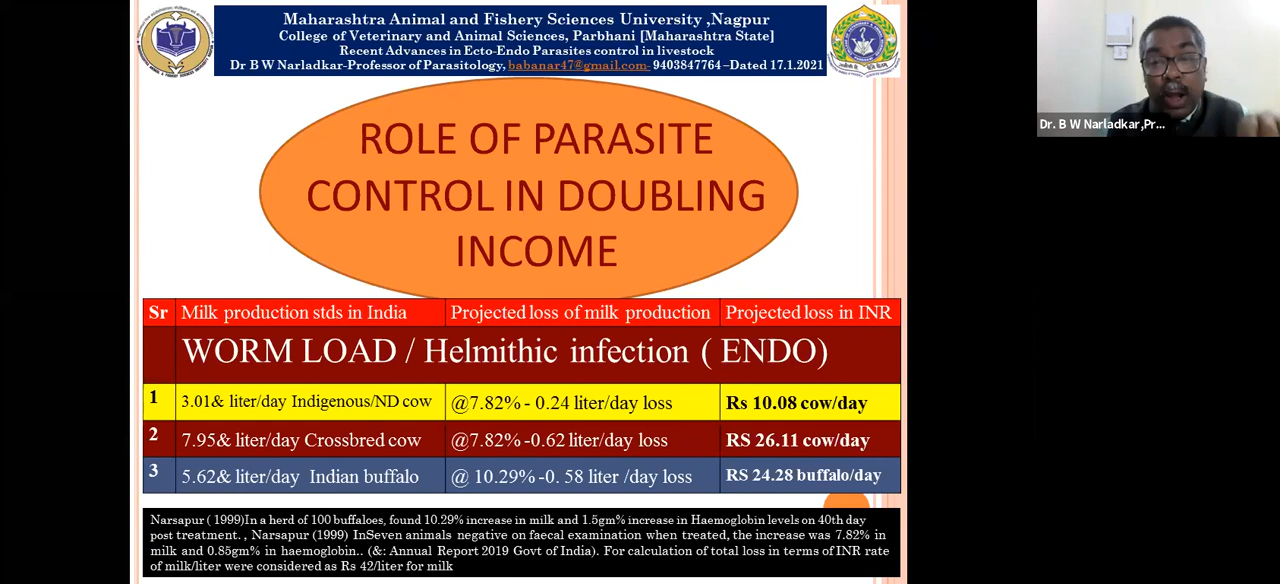 Maharashtra Animal and Fishery Sciences University ,Nagpur
College of Veterinary and Animal Sciences, Parbhani [Maharashtra State]
Recent Advances in Ecto-Endo Parasites control in livestock
Dr B W Narladkar-Professor of Parasitology, babanar47@gmail.com- 9403847764 –Dated 17.1.2021
Dr. B W Narladkar,Pr...
ROLE OF PARASITE
CONTROL IN DOUBLING
INCOME
Sr Milk production stds in India Projected loss of milk production Projected loss in INR
WORM LOAD / Helmithic infection ( ENDO)
1 3.01& liter/day Indigenous/ND cow @7.82% - 0.24 liter/day loss Rs 10.08 cow/day
2 7.95& liter/day Crossbred cow @7.82% -0.62 liter/day loss RS 26.11 cow/day
3 5.62& liter/day Indian buffalo @ 10.29% -0. 58 liter /day loss RS 24.28 buffalo/day
Narsapur ( 1999)In a herd of 100 buffaloes, found 10.29% increase in milk and 1.5gm% increase in Haemoglobin levels on 40th day
post treatment. , Narsapur (1999) InSeven animals negative on faecal examination when treated, the increase was 7.82% in
milk and 0.85gm% in haemoglobin.. (&: Annual Report 2019 Govt of India). For calculation of total loss in terms of INR rate
of milk/liter were considered as Rs 42/liter for milk